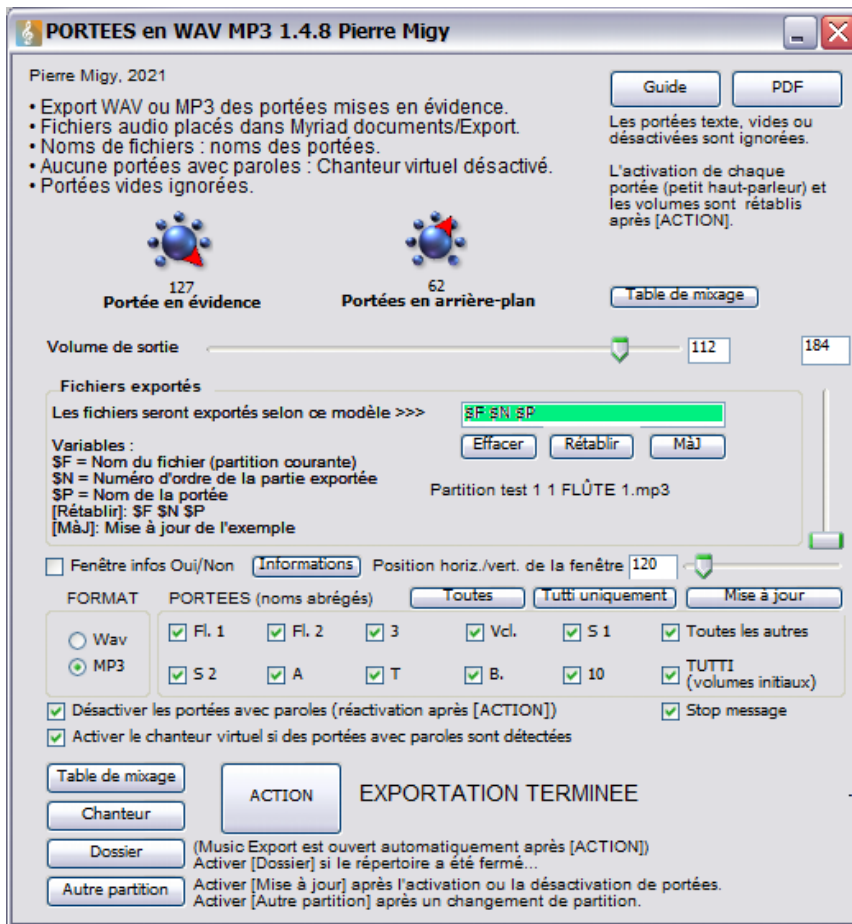 PORTEES en WAV MP3 1.4.8 Pierre Migy
Pierre Migy, 2021
Guide
PDF
• Export WAV ou MP3 des portées mises en évidence.
• Fichiers audio placés dans Myriad documents/Export.
• Noms de fichiers : noms des portées.
• Aucune portées avec paroles : Chanteur virtuel désactivé.
• Portées vides ignorées.
Les portées texte, vides ou
désactivées sont ignorées.
L'activation de chaque
portée (petit haut-parleur) et
les volumes sont rétablis
après [ACTION].
127
Portée en évidence
62
Portées en arrière-plan
Table de mixage
Volume de sortie
112
184
Fichiers exportés
Les fichiers seront exportés selon ce modèle >>>
$F $N $P
Variables :
$F = Nom du fichier (partition courante)
$N = Numéro d'ordre de la partie exportée
$P = Nom de la portée
[Rétablir]: $F $N $P
[MàJ]: Mise à jour de l'exemple
Effacer
Rétablir
MàJ
Partition test 1 1 FLÛTE 1.mp3
Fenêtre infos Oui/Non
Informations
Position horiz./vert. de la fenêtre
120
FORMAT
PORTEES (noms abrégés)
Toutes
Tutti uniquement
Mise à jour
Wav
MP3
Fl. 1
Fl. 2
3
Vcl.
S 1
Toutes les autres
S 2
A
T
B.
10
TUTTI
(volumes initiaux)
Désactiver les portées avec paroles (réactivation après [ACTION])
Stop message
Activer le chanteur virtuel si des portées avec paroles sont détectées
Table de mixage
Chanteur
ACTION
EXPORTATION TERMINEE
Dossier
(Music Export est ouvert automatiquement après [ACTION])
Activer [Dossier] si le répertoire a été fermé...
Autre partition
Activer [Mise à jour] après l'activation ou la désactivation de portées.
Activer [Autre partition] après un changement de partition.